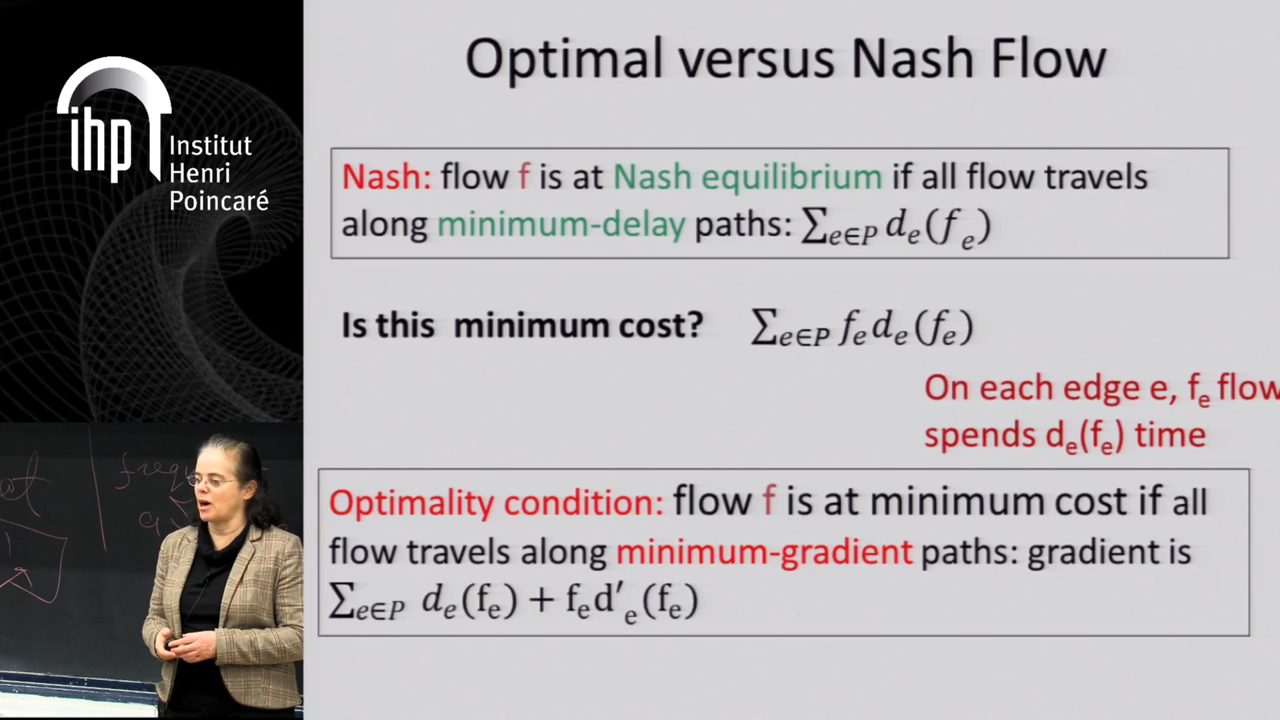 ihp
Institut
Henri
Poincaré
Optimal versus Nash Flow
Nash: flow f is at Nash equilibrium if all flow travels
along minimum-delay paths: ∑e∈P de(fe)
Is this minimum cost? ∑e∈P fede(fe)
On each edge e, fe flow
spends de(fe) time
Optimality condition: flow f is at minimum cost if all
flow travels along minimum-gradient paths: gradient is
∑e∈P de(fe) + fed′e(fe)